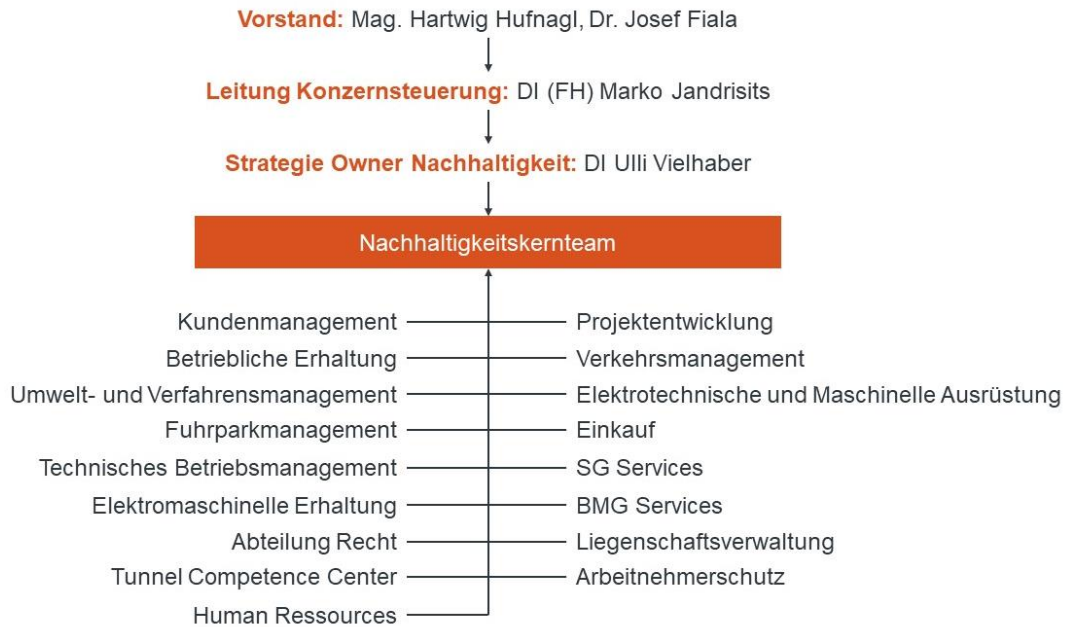 Vorstand: Mag. Hartwig Hufnagl, Dr. Josef Fiala
Leitung Konzernsteuerung: DI (FH) Marko Jandrisits
Strategie Owner Nachhaltigkeit: DI Ulli Vielhaber
Nachhaltigkeitskernteam
Kundenmanagement Projektentwicklung
Betriebliche Erhaltung Verkehrsmanagement
Umwelt- und Verfahrensmanagement Elektrotechnische und Maschinelle Ausrüstung
Fuhrparkmanagement Einkauf
Technisches Betriebsmanagement SG Services
Elektromaschinelle Erhaltung BMG Services
Abteilung Recht Liegenschaftsverwaltung
Tunnel Competence Center Arbeitnehmerschutz
Human Ressources